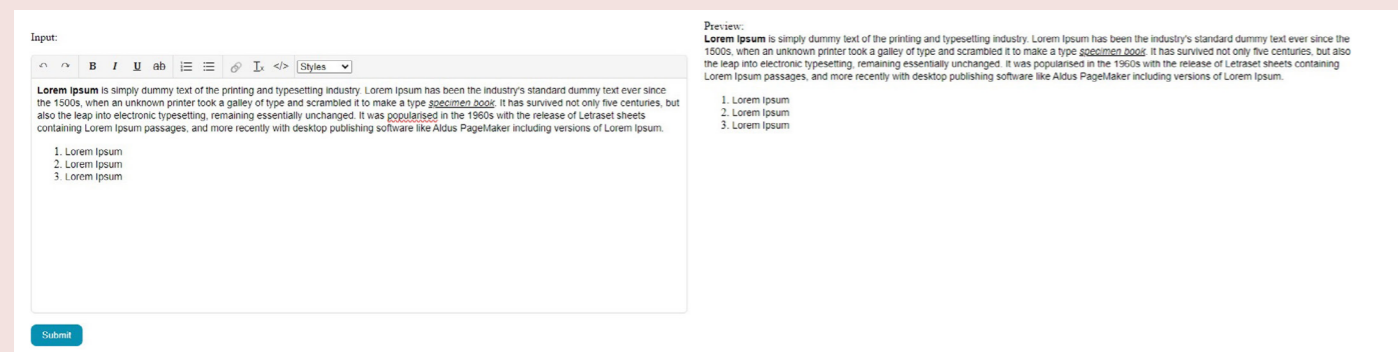 Input:
B I U ab </> Styles
Lorem Ipsum is simply dummy text of the printing and typesetting industry. Lorem Ipsum has been the industry's standard dummy text ever since
the 1500s, when an unknown printer took a galley of type and scrambled it to make a type specimen book. It has survived not only five centuries, but
also the leap into electronic typesetting, remaining essentially unchanged. It was popularised in the 1960s with the release of Letraset sheets
containing Lorem Ipsum passages, and more recently with desktop publishing software like Aldus PageMaker including versions of Lorem Ipsum.
1. Lorem Ipsum
2. Lorem Ipsum
3. Lorem Ipsum
Submit
Preview:
Lorem Ipsum is simply dummy text of the printing and typesetting industry. Lorem Ipsum has been the industry's standard dummy text ever since the
1500s, when an unknown printer took a galley of type and scrambled it to make a type specimen book. It has survived not only five centuries, but also
the leap into electronic typesetting, remaining essentially unchanged. It was popularised in the 1960s with the release of Letraset sheets containing
Lorem Ipsum passages, and more recently with desktop publishing software like Aldus PageMaker including versions of Lorem Ipsum.
1. Lorem Ipsum
2. Lorem Ipsum
3. Lorem Ipsum